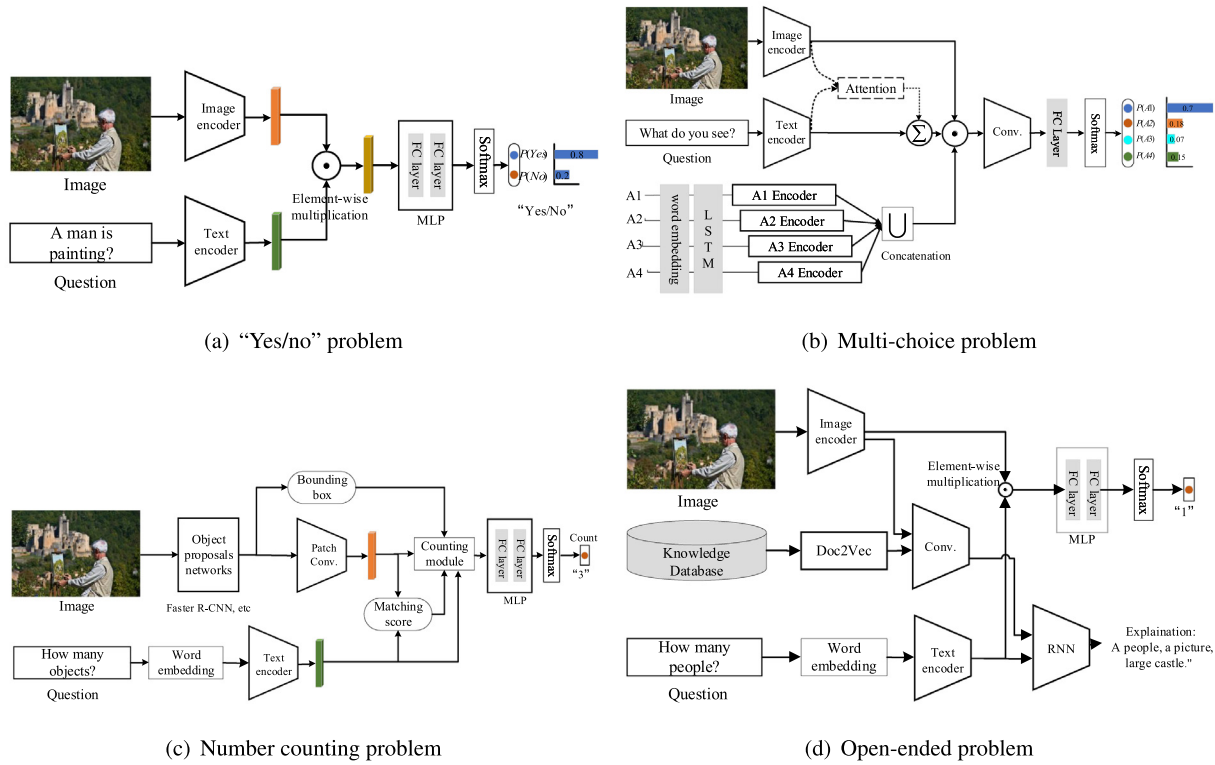 Image
encoder
Image
A man is
painting?
Question
Text
encoder
Element-wise
multiplication
FC layer
FC layer
MLP
Softmax
P(Yes)
P(No)
0.8
0.2
“Yes/No”
(a) “Yes/no” problem
Image
What do you see?
Question
Image
encoder
Text
encoder
Attention
Σ
Conv.
FC Layer
Softmax
P(A1)
P(A2)
P(A3)
P(A4)
0.7
0.18
0.07
0.15
A1
A2
A3
A4
word embedding
LSTM
A1 Encoder
A2 Encoder
A3 Encoder
A4 Encoder
U
Concatenation
(b) Multi-choice problem
Image
Object
proposals
networks
Faster R-CNN, etc
Bounding
box
Patch
Conv.
Counting
module
Matching
score
FC layer
FC layer
MLP
Softmax
Count
“3”
How many
objects?
Question
Word
embedding
Text
encoder
(c) Number counting problem
Image
Image
encoder
Element-wise
multiplication
FC layer
FC layer
MLP
Softmax
“1”
Knowledge
Database
Doc2Vec
Conv.
How many
people?
Question
Word
embedding
Text
encoder
RNN
Explaination:
A people, a picture,
large castle."
(d) Open-ended problem